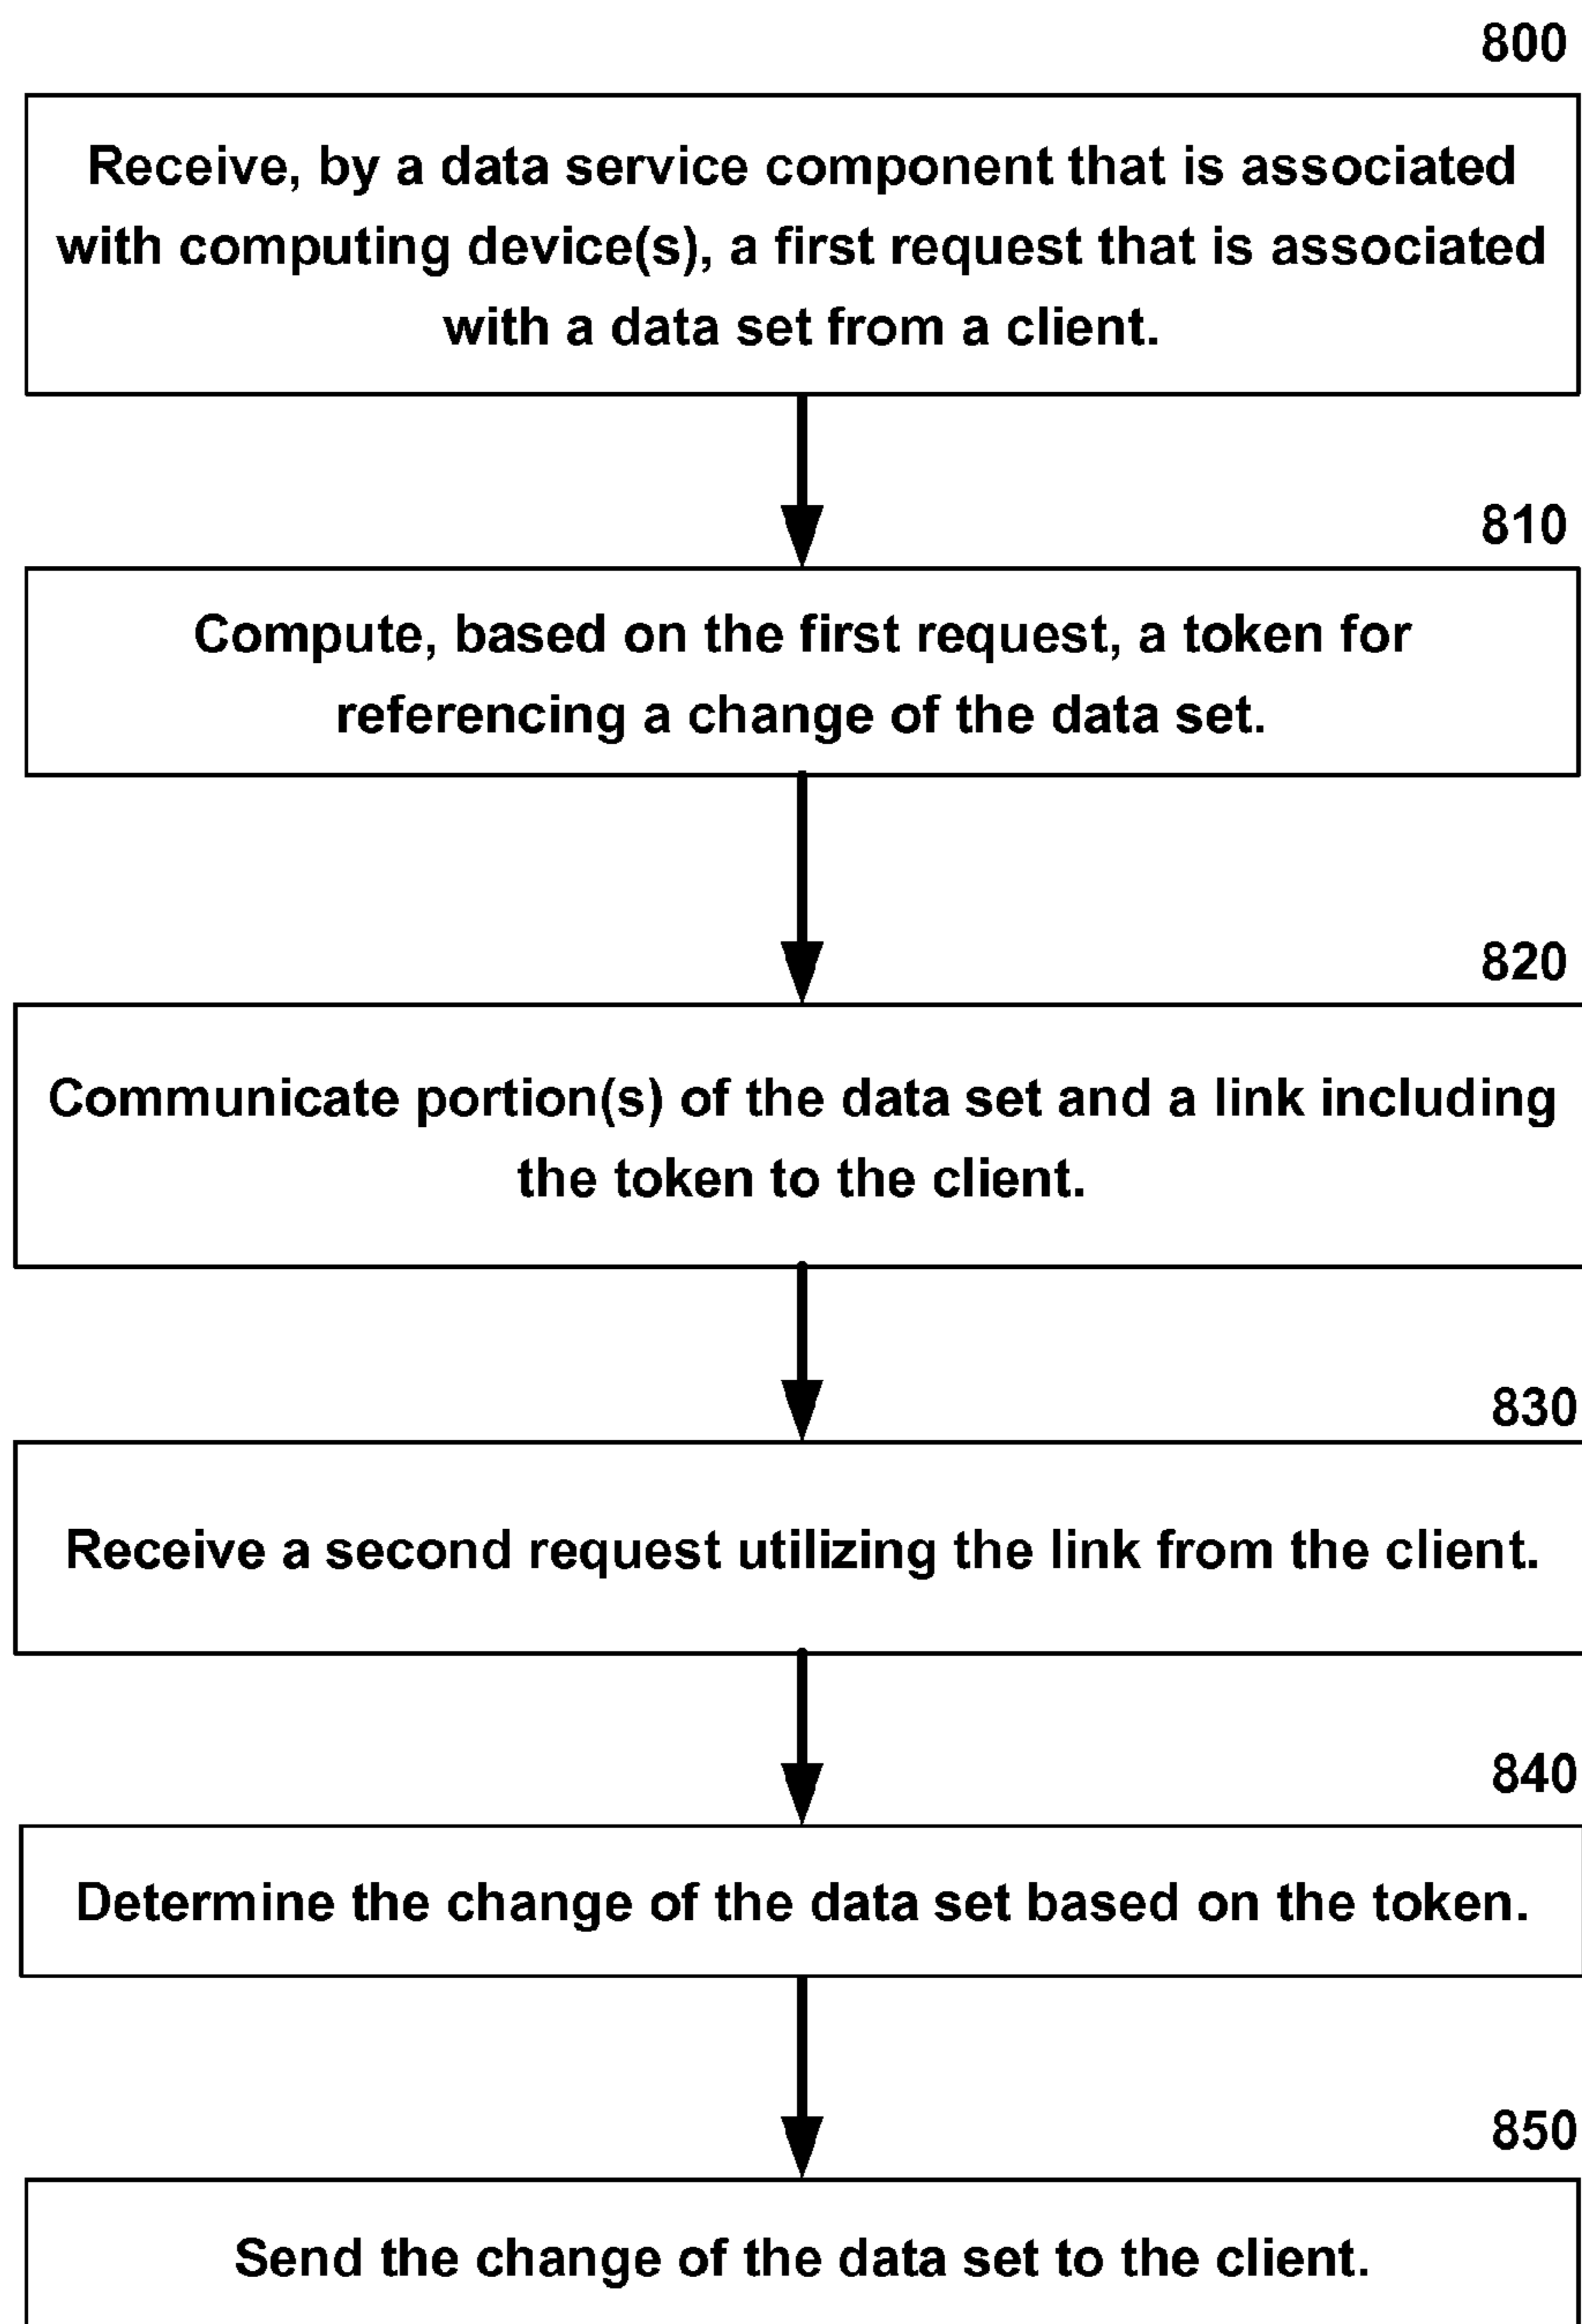 800
Receive, by a data service component that is associated
with computing device(s), a first request that is associated
with a data set from a client.
810
Compute, based on the first request, a token for
referencing a change of the data set.
820
Communicate portion(s) of the data set and a link including
the token to the client.
830
Receive a second request utilizing the link from the client.
840
Determine the change of the data set based on the token.
850
Send the change of the data set to the client.